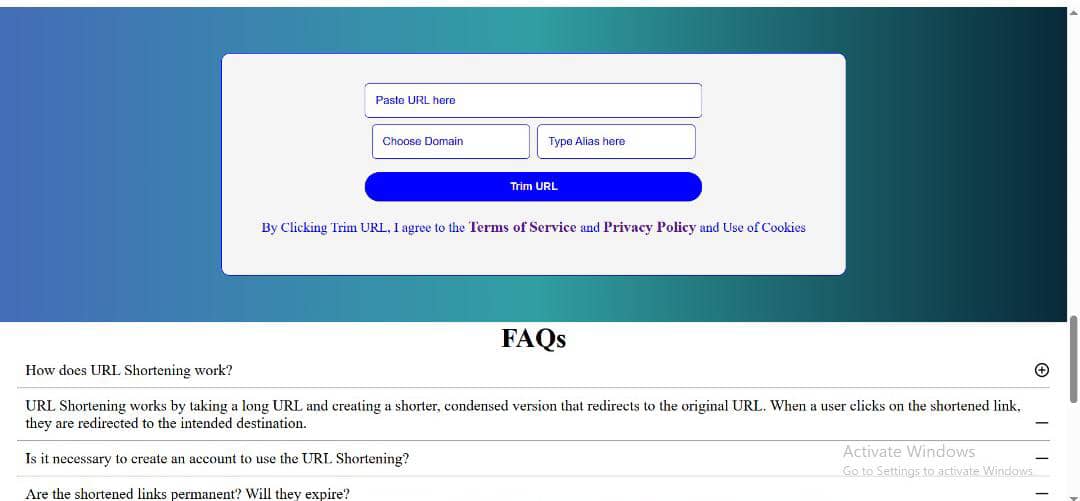 Paste URL here
Choose Domain
Type Alias here
Trim URL
By Clicking Trim URL, I agree to the Terms of Service and Privacy Policy and Use of Cookies
FAQs
How does URL Shortening work?
URL Shortening works by taking a long URL and creating a shorter, condensed version that redirects to the original URL. When a user clicks on the shortened link,
they are redirected to the intended destination.
Is it necessary to create an account to use the URL Shortening?
Activate Windows
Go to Settings to activate Windows.
Are the shortened links permanent? Will they expire?